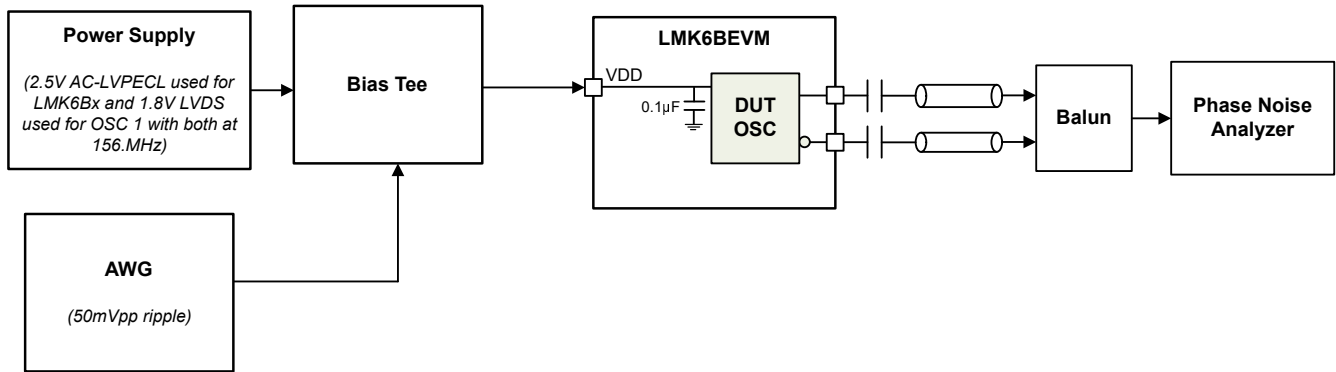 Power Supply
(2.5V AC-LVPECL used for
LMK6Bx and 1.8V LVDS
used for OSC 1 with both at
156.MHz)
Bias Tee
AWG
(50mVpp ripple)
LMK6BEVM
VDD
0.1µF
DUT
OSC
Balun
Phase Noise
Analyzer